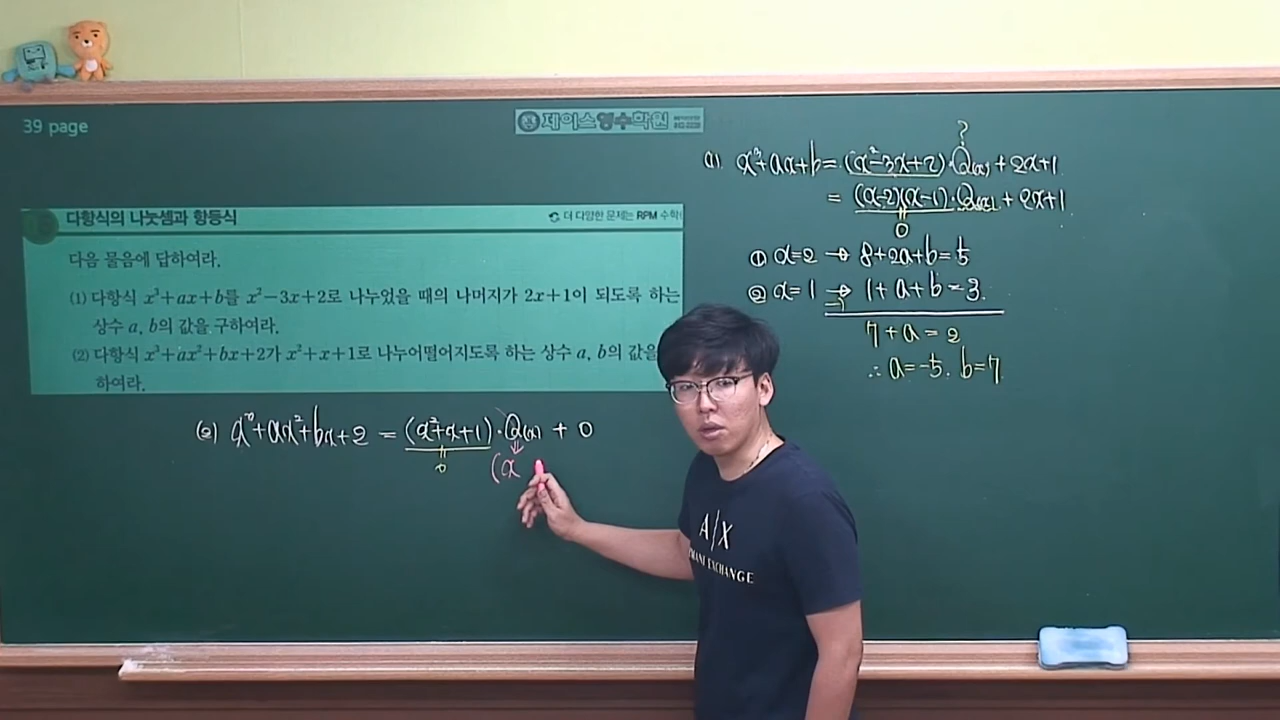 39 page
제이스영수학원
다항식의 나눗셈과 항등식
더 다양한 문제는 RPM 수학
다음 물음에 답하여라.
(1) 다항식 x³+ax+b를 x²-3x+2로 나누었을 때의 나머지가 2x+1이 되도록 하는
상수 a, b의 값을 구하여라.
(2) 다항식 x³+ax²+bx+2가 x²+x+1로 나누어떨어지도록 하는 상수 a, b의 값을
하여라.
(2) x³+ax²+bx+2 = (x²+x+1)·Q(x) + 0
0
(x
?
(1). x³+ax+b = (x²-3x+2)·Q(x)+2x+1
= (x-2)(x-1)·Q(x)+2x+1
0
① x=2 → 8+2a+b=5
② x=1 → 1+a+b=3.
7+a=2
∴ a=-5. b=7
A|X
ARMANI EXCHANGE